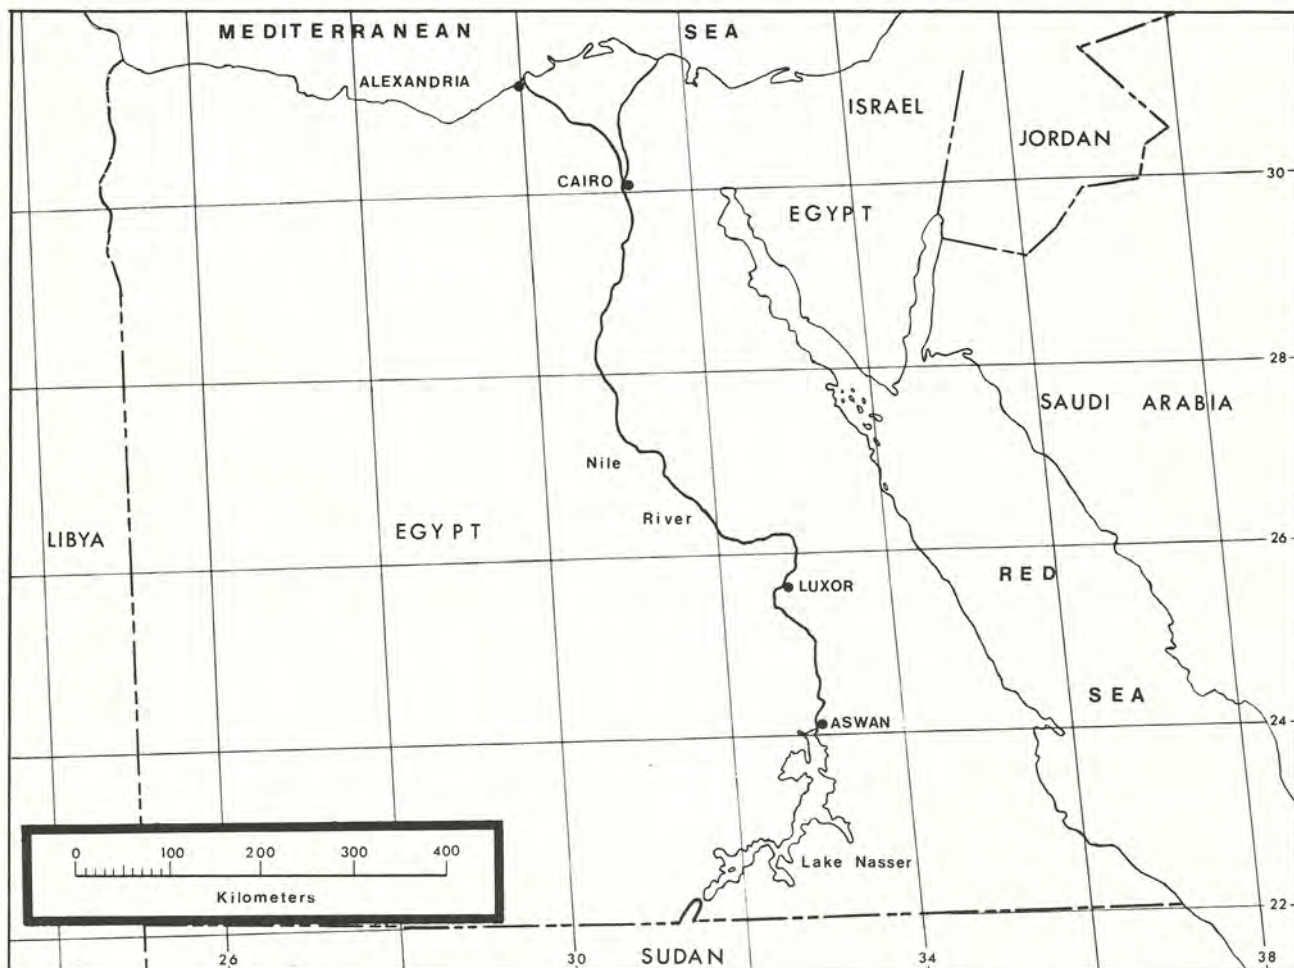 MEDITERRANEAN SEA
ALEXANDRIA
ISRAEL
JORDAN
CAIRO
30
EGYPT
28
SAUDI ARABIA
Nile
River
LIBYA
EGYPT
26
RED
LUXOR
SEA
ASWAN
24
0 100 200 300 400
Kilometers
Lake Nasser
22
SUDAN
26 30 34 38